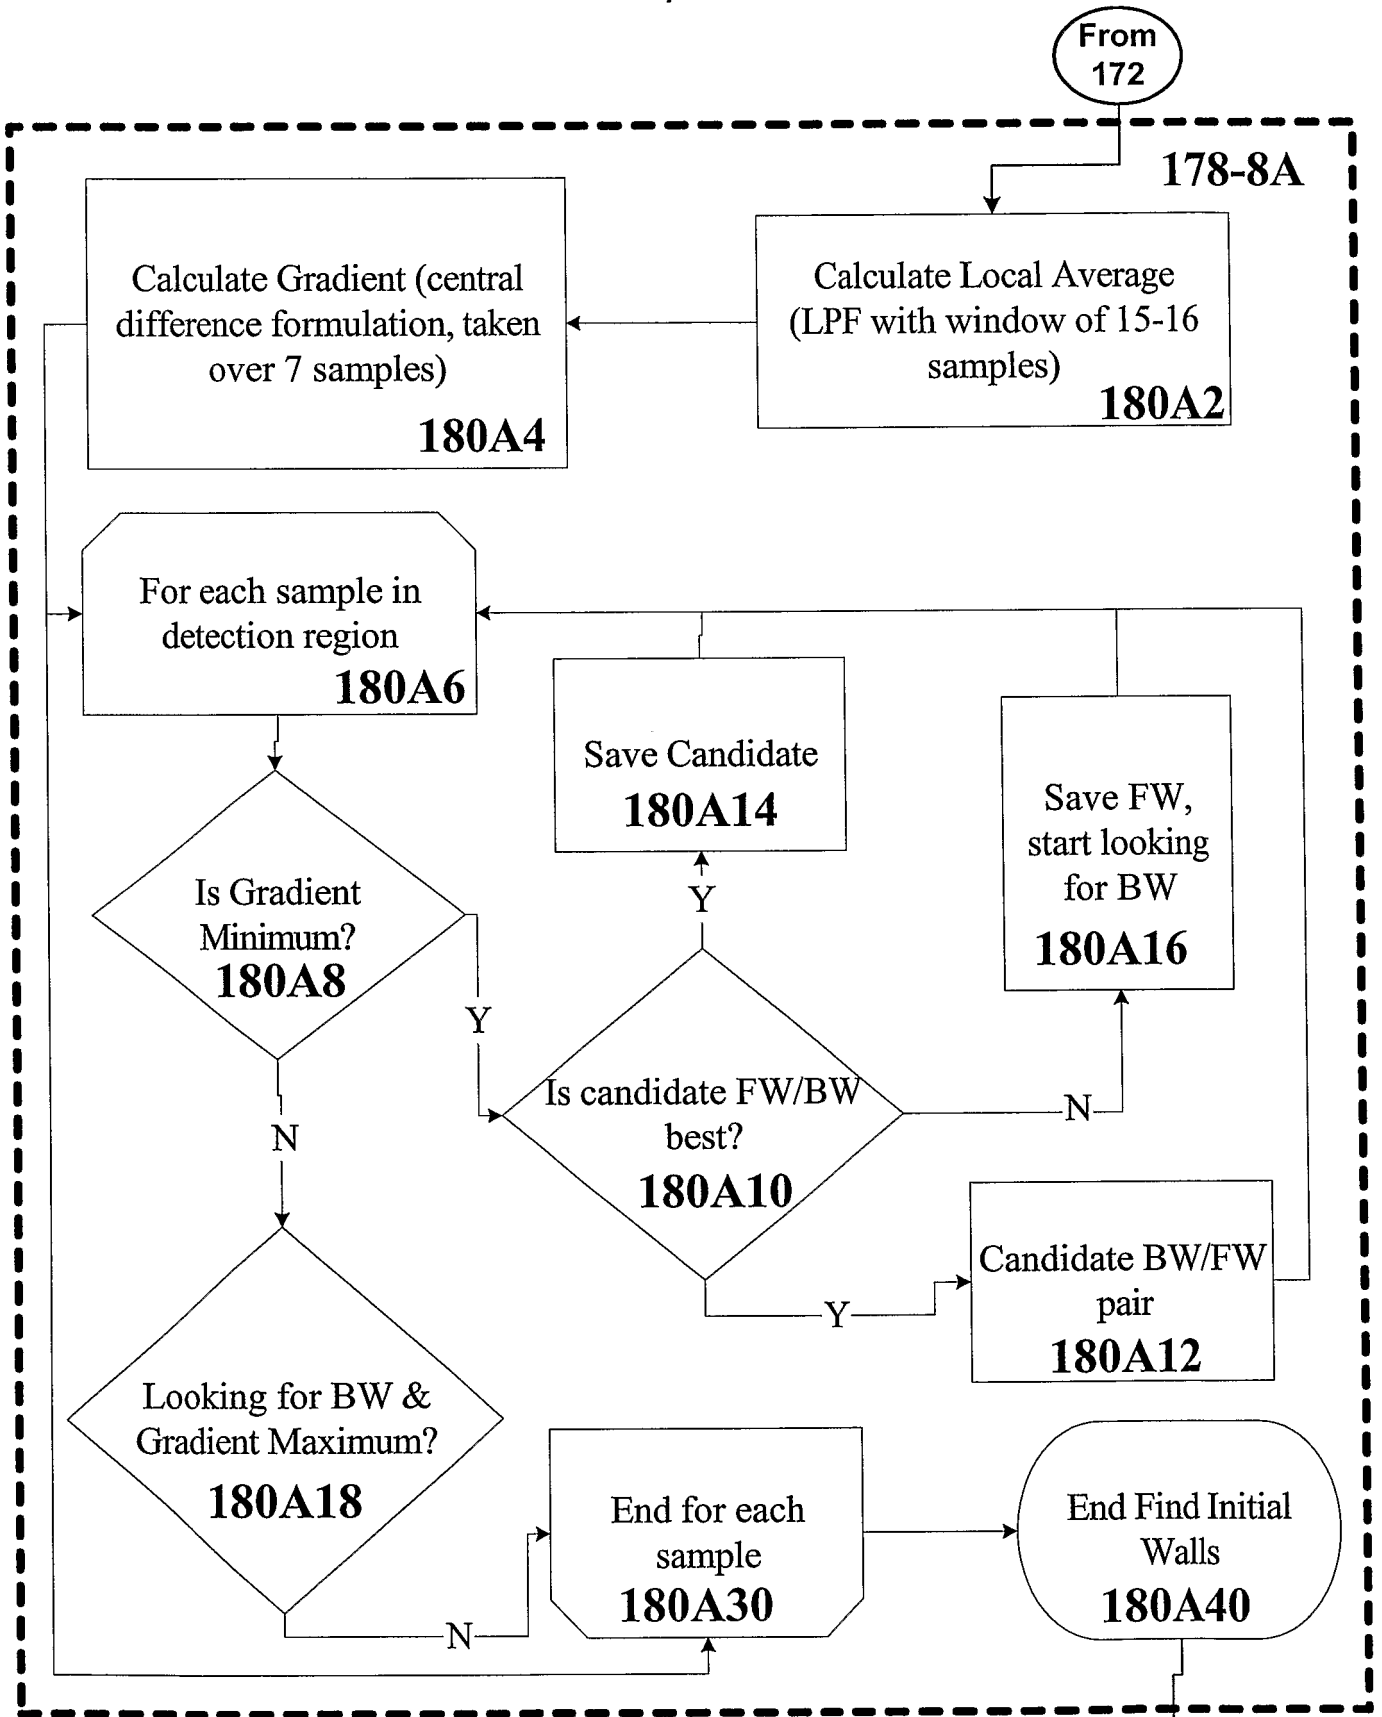 From
172
178-8A
Calculate Local Average
(LPF with window of 15-16
samples)
180A2
Calculate Gradient (central
difference formulation, taken
over 7 samples)
180A4
For each sample in
detection region
180A6
Save Candidate
180A14
Save FW,
start looking
for BW
180A16
Is Gradient
Minimum?
180A8
Y
Y
N
Is candidate FW/BW
best?
180A10
N
Y
Candidate BW/FW
pair
180A12
Looking for BW &
Gradient Maximum?
180A18
N
End for each
sample
180A30
End Find Initial
Walls
180A40